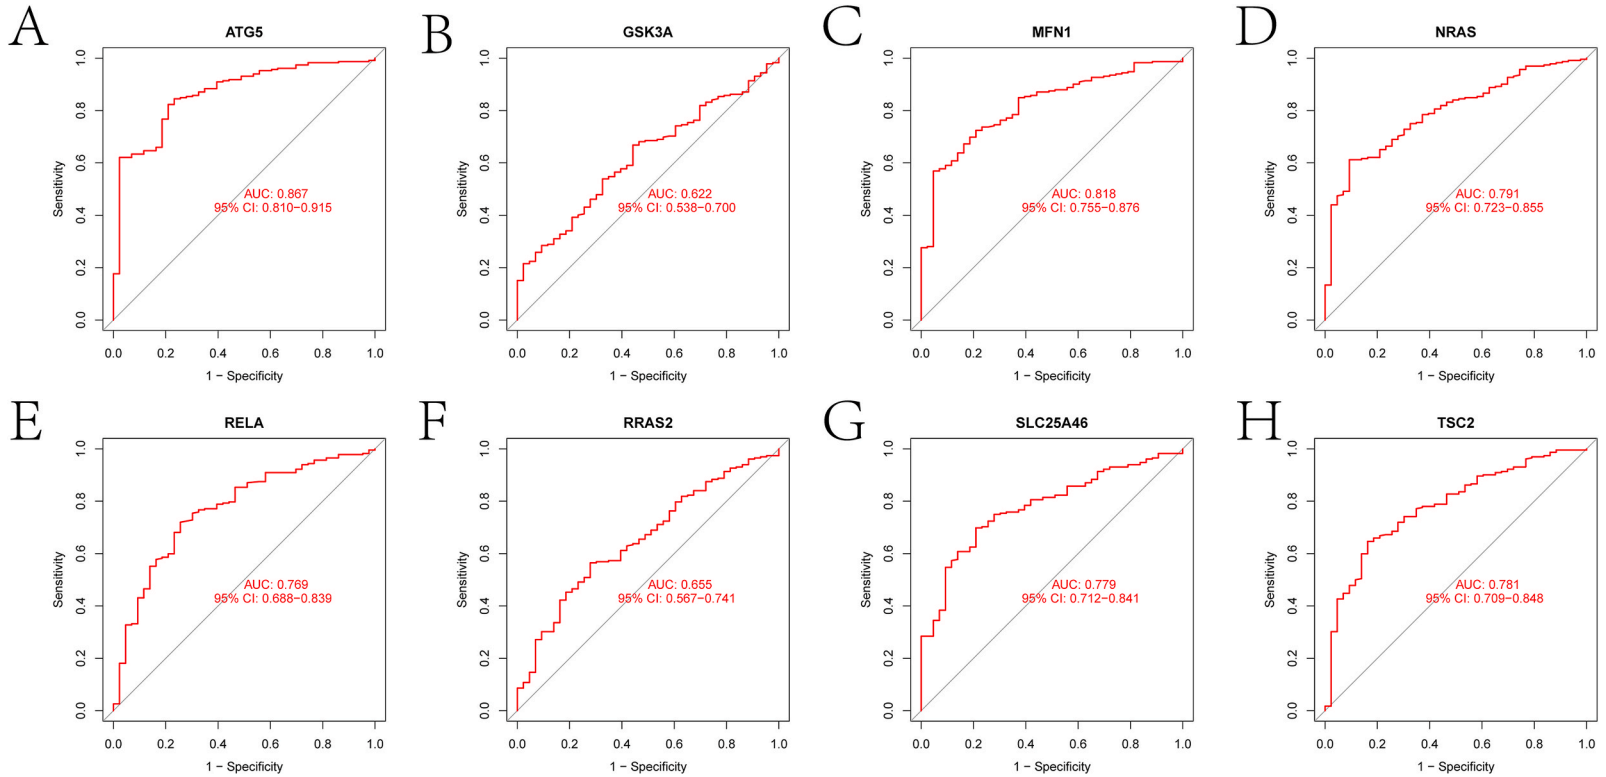 A
ATG5
Sensitivity
0.0 0.2 0.4 0.6 0.8 1.0
AUC: 0.867
95% CI: 0.810−0.915
0.0 0.2 0.4 0.6 0.8 1.0
1 − Specificity
B
GSK3A
Sensitivity
0.0 0.2 0.4 0.6 0.8 1.0
AUC: 0.622
95% CI: 0.538−0.700
0.0 0.2 0.4 0.6 0.8 1.0
1 − Specificity
C
MFN1
Sensitivity
0.0 0.2 0.4 0.6 0.8 1.0
AUC: 0.818
95% CI: 0.755−0.876
0.0 0.2 0.4 0.6 0.8 1.0
1 − Specificity
D
NRAS
Sensitivity
0.0 0.2 0.4 0.6 0.8 1.0
AUC: 0.791
95% CI: 0.723−0.855
0.0 0.2 0.4 0.6 0.8 1.0
1 − Specificity
E
RELA
Sensitivity
0.0 0.2 0.4 0.6 0.8 1.0
AUC: 0.769
95% CI: 0.688−0.839
0.0 0.2 0.4 0.6 0.8 1.0
1 − Specificity
F
RRAS2
Sensitivity
0.0 0.2 0.4 0.6 0.8 1.0
AUC: 0.655
95% CI: 0.567−0.741
0.0 0.2 0.4 0.6 0.8 1.0
1 − Specificity
G
SLC25A46
Sensitivity
0.0 0.2 0.4 0.6 0.8 1.0
AUC: 0.779
95% CI: 0.712−0.841
0.0 0.2 0.4 0.6 0.8 1.0
1 − Specificity
H
TSC2
Sensitivity
0.0 0.2 0.4 0.6 0.8 1.0
AUC: 0.781
95% CI: 0.709−0.848
0.0 0.2 0.4 0.6 0.8 1.0
1 − Specificity